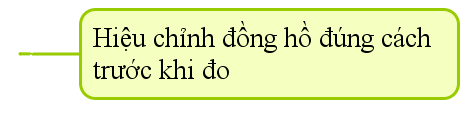 Hiệu chỉnh đồng hồ đúng cách
trước khi đo